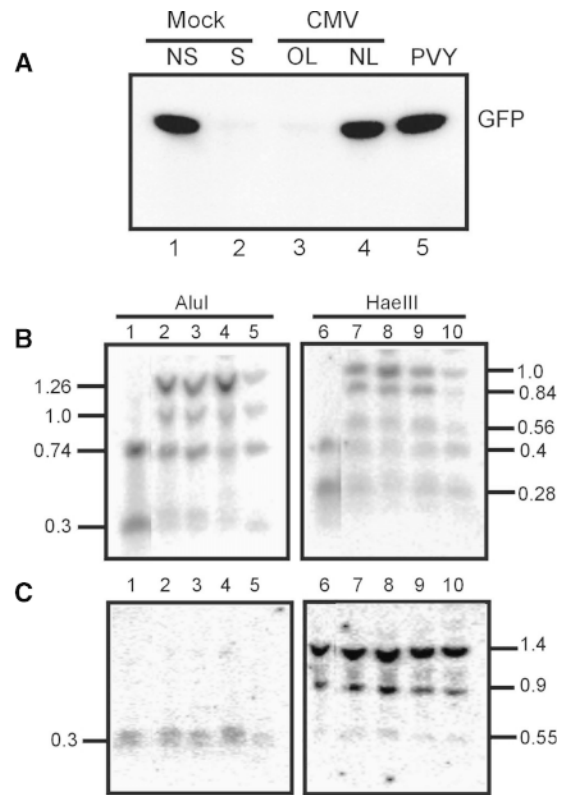 Mock CMV
A NS S OL NL PVY
GFP
1 2 3 4 5
AluI HaeIII
B 1 2 3 4 5 6 7 8 9 10
1.26 1.0
1.0 0.84
0.74 0.56
0.4
0.3 0.28
C 1 2 3 4 5 6 7 8 9 10
1.4
0.9
0.3 0.55